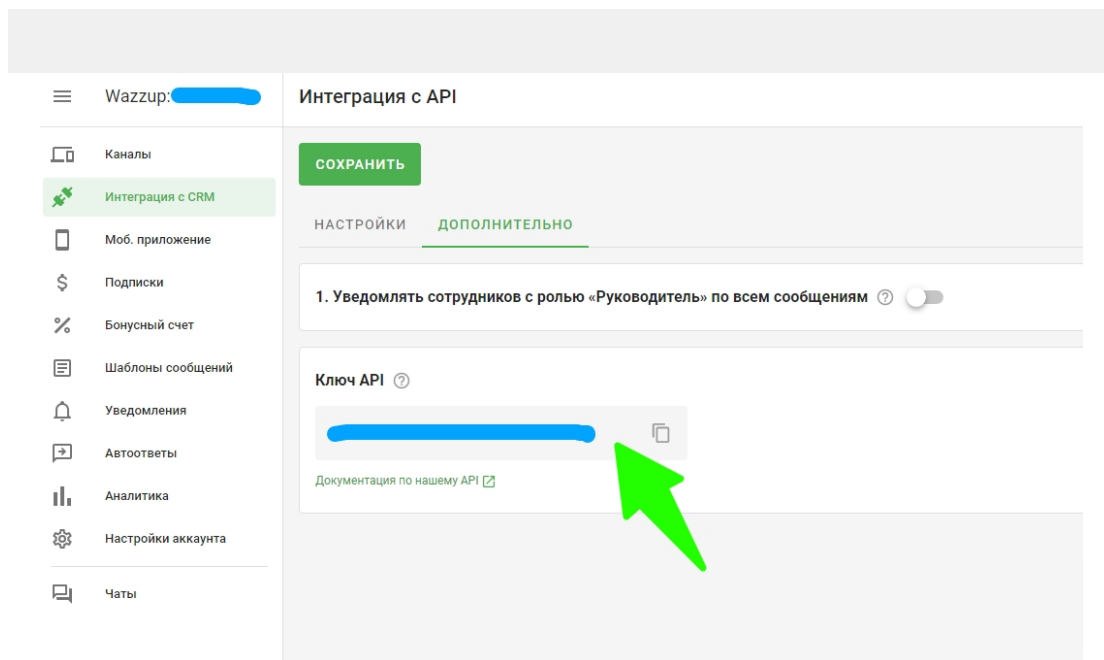 Wazzup:
Интеграция с API
Каналы
Интеграция с CRM
Моб. приложение
Подписки
Бонусный счет
Шаблоны сообщений
Уведомления
Автоответы
Аналитика
Настройки аккаунта
Чаты
СОХРАНИТЬ
НАСТРОЙКИ ДОПОЛНИТЕЛЬНО
1. Уведомлять сотрудников с ролью «Руководитель» по всем сообщениям
Ключ API
Документация по нашему API